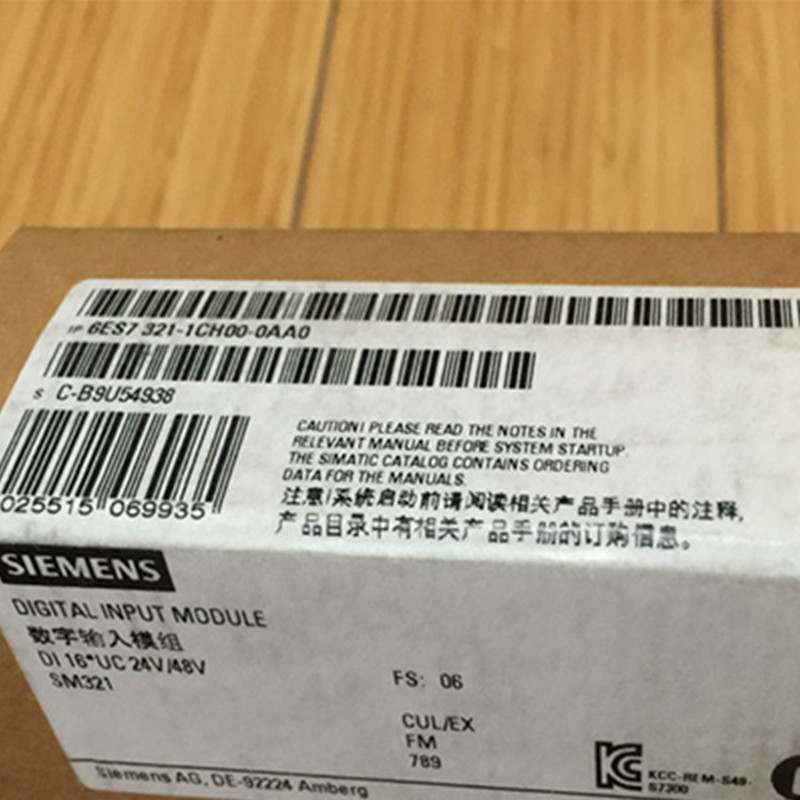 1P 6ES7 321-1CH00-0AA0
S C-B9U54938
025515 069935
CAUTION! PLEASE READ THE NOTES IN THE
RELEVANT MANUAL BEFORE SYSTEM STARTUP.
THE SIMATIC CATALOG CONTAINS ORDERING
DATA FOR THE MANUALS.
注意!系统启动前请阅读相关产品手册中的注释,
产品目录中有相关产品手册的订购信息。
SIEMENS
DIGITAL INPUT MODULE
数字输入模组
DI 16*UC 24V/48V
SM321
FS: 06
CUL/EX
FM
789
KCC-REM-S49-
S7300
Siemens AG, DE-92224 Amberg